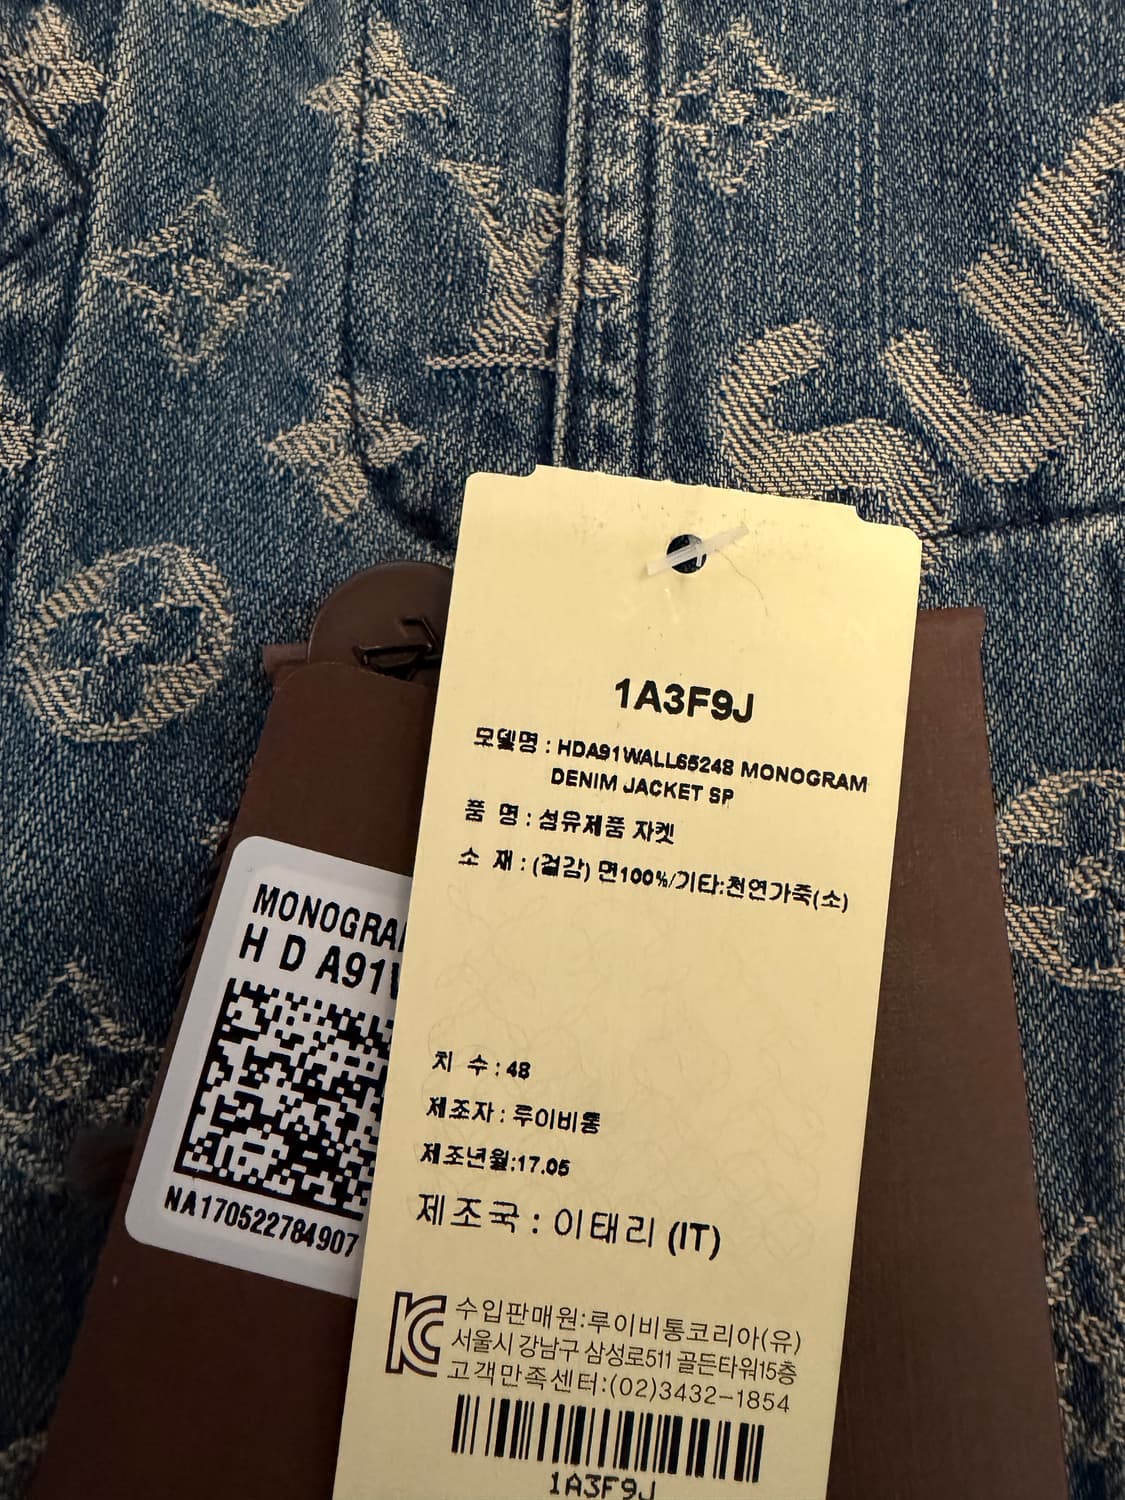 1A3F9J
모델명 : HDA91WALL65248 MONOGRAM
DENIM JACKET SP
품 명 : 섬유제품 자켓
소 재 : (겉감) 면100%/기타:천연가죽(소)
치 수 : 48
제조자 : 루이비통
제조년월:17.05
제조국 : 이태리 (IT)
수입판매원:루이비통코리아(유)
서울시 강남구 삼성로511 골든타워15층
고객만족센터:(02)3432-1854
1A3F9J
H D A91
NA170522784907